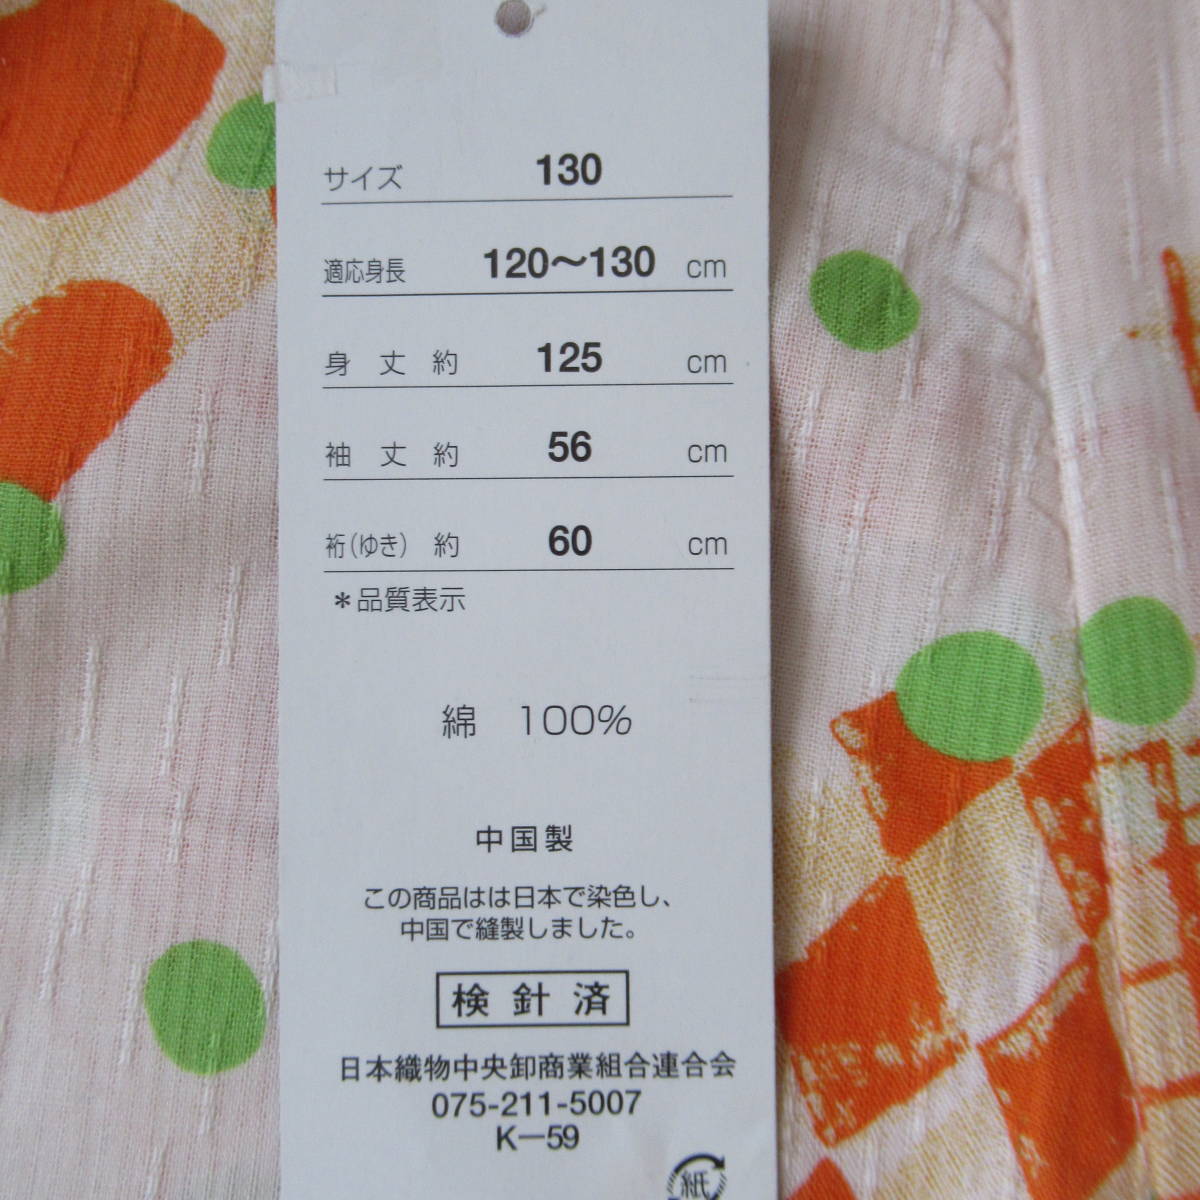 サイズ 130
適応身長 120〜130 cm
身丈約 125 cm
袖丈約 56 cm
裄(ゆき)約 60 cm
＊品質表示
綿 100%
中国製
この商品はは日本で染色し、
中国で縫製しました。
検針済
日本織物中央卸商業組合連合会
075-211-5007
K-59
紙